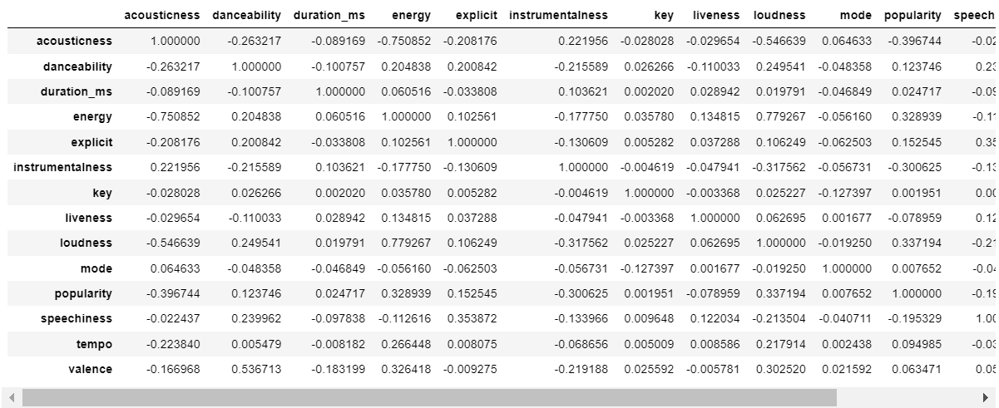 acousticness danceability duration_ms energy explicit instrumentalness key liveness loudness mode popularity speech
acousticness 1.000000 -0.263217 -0.089169 -0.750852 -0.208176 0.221956 -0.028028 -0.029654 -0.546639 0.064633 -0.396744 -0.02
danceability -0.263217 1.000000 -0.100757 0.204838 0.200842 -0.215589 0.026266 -0.110033 0.249541 -0.048358 0.123746 0.23
duration_ms -0.089169 -0.100757 1.000000 0.060516 -0.033808 0.103621 0.002020 0.028942 0.019791 -0.046849 0.024717 -0.09
energy -0.750852 0.204838 0.060516 1.000000 0.102561 -0.177750 0.035780 0.134815 0.779267 -0.056160 0.328939 -0.11
explicit -0.208176 0.200842 -0.033808 0.102561 1.000000 -0.130609 0.005282 0.037288 0.106249 -0.062503 0.152545 0.35
instrumentalness 0.221956 -0.215589 0.103621 -0.177750 -0.130609 1.000000 -0.004619 -0.047941 -0.317562 -0.056731 -0.300625 -0.13
key -0.028028 0.026266 0.002020 0.035780 0.005282 -0.004619 1.000000 -0.003368 0.025227 -0.127397 0.001951 0.00
liveness -0.029654 -0.110033 0.028942 0.134815 0.037288 -0.047941 -0.003368 1.000000 0.062695 0.001677 -0.078959 0.12
loudness -0.546639 0.249541 0.019791 0.779267 0.106249 -0.317562 0.025227 0.062695 1.000000 -0.019250 0.337194 -0.21
mode 0.064633 -0.048358 -0.046849 -0.056160 -0.062503 -0.056731 -0.127397 0.001677 -0.019250 1.000000 0.007652 -0.04
popularity -0.396744 0.123746 0.024717 0.328939 0.152545 -0.300625 0.001951 -0.078959 0.337194 0.007652 1.000000 -0.19
speechiness -0.022437 0.239962 -0.097838 -0.112616 0.353872 -0.133966 0.009648 0.122034 -0.213504 -0.040711 -0.195329 1.00
tempo -0.223840 0.005479 -0.008182 0.266448 0.008075 -0.068656 0.005009 0.008586 0.217914 0.002438 0.094985 -0.03
valence -0.166968 0.536713 -0.183199 0.326418 -0.009275 -0.219188 0.025592 -0.005781 0.302520 0.021592 0.063471 0.05